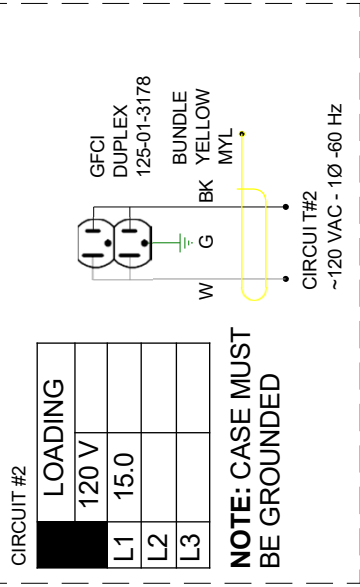 CIRCUIT #2
LOADING
120 V
L1 15.0
L2
L3
NOTE: CASE MUST
BE GROUNDED
GFCI
DUPLEX
125-01-3178
BUNDLE
YELLOW
MYL
W G BK
CIRCUI T#2
~120 VAC - 1Ø -60 Hz